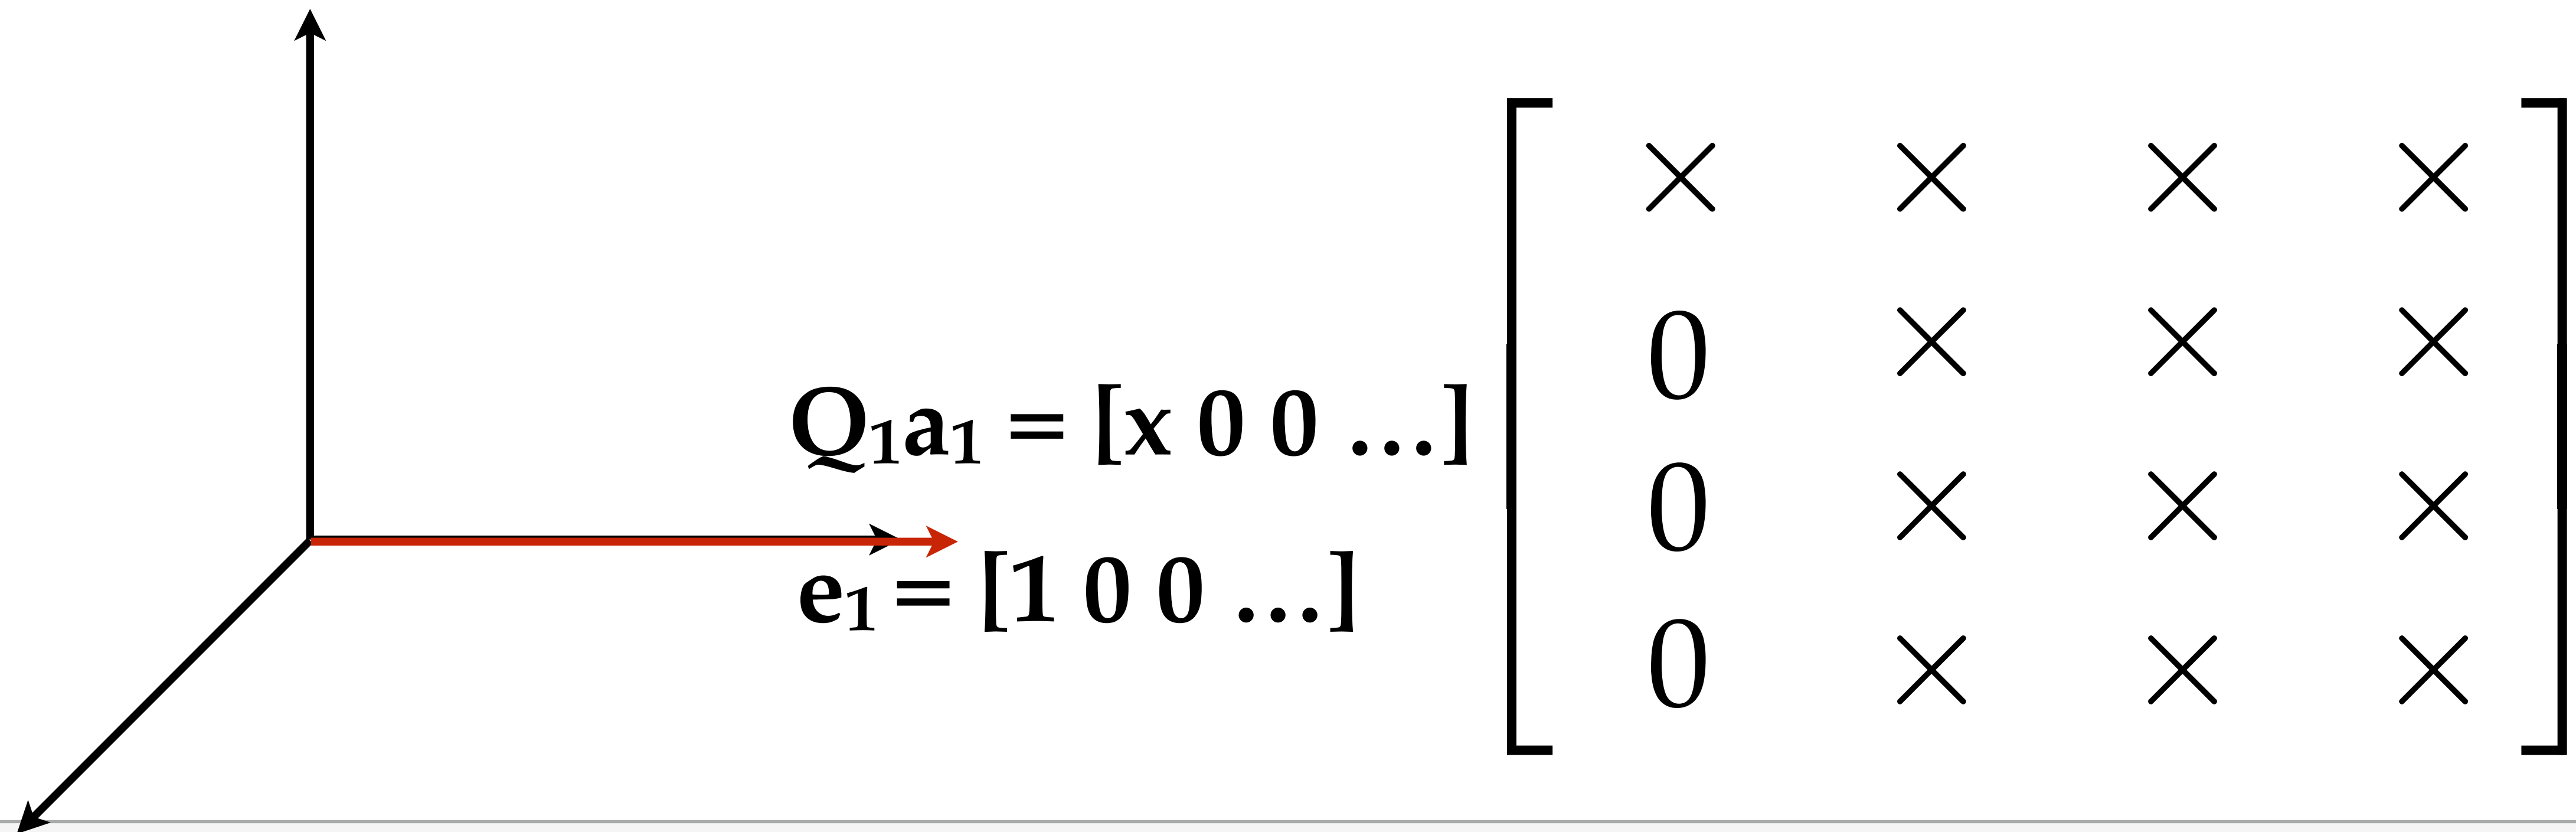 Q₁a₁ = [x 0 0 …]
e₁ = [1 0 0 …]
× × × ×
0 × × ×
0 × × ×
0 × × ×